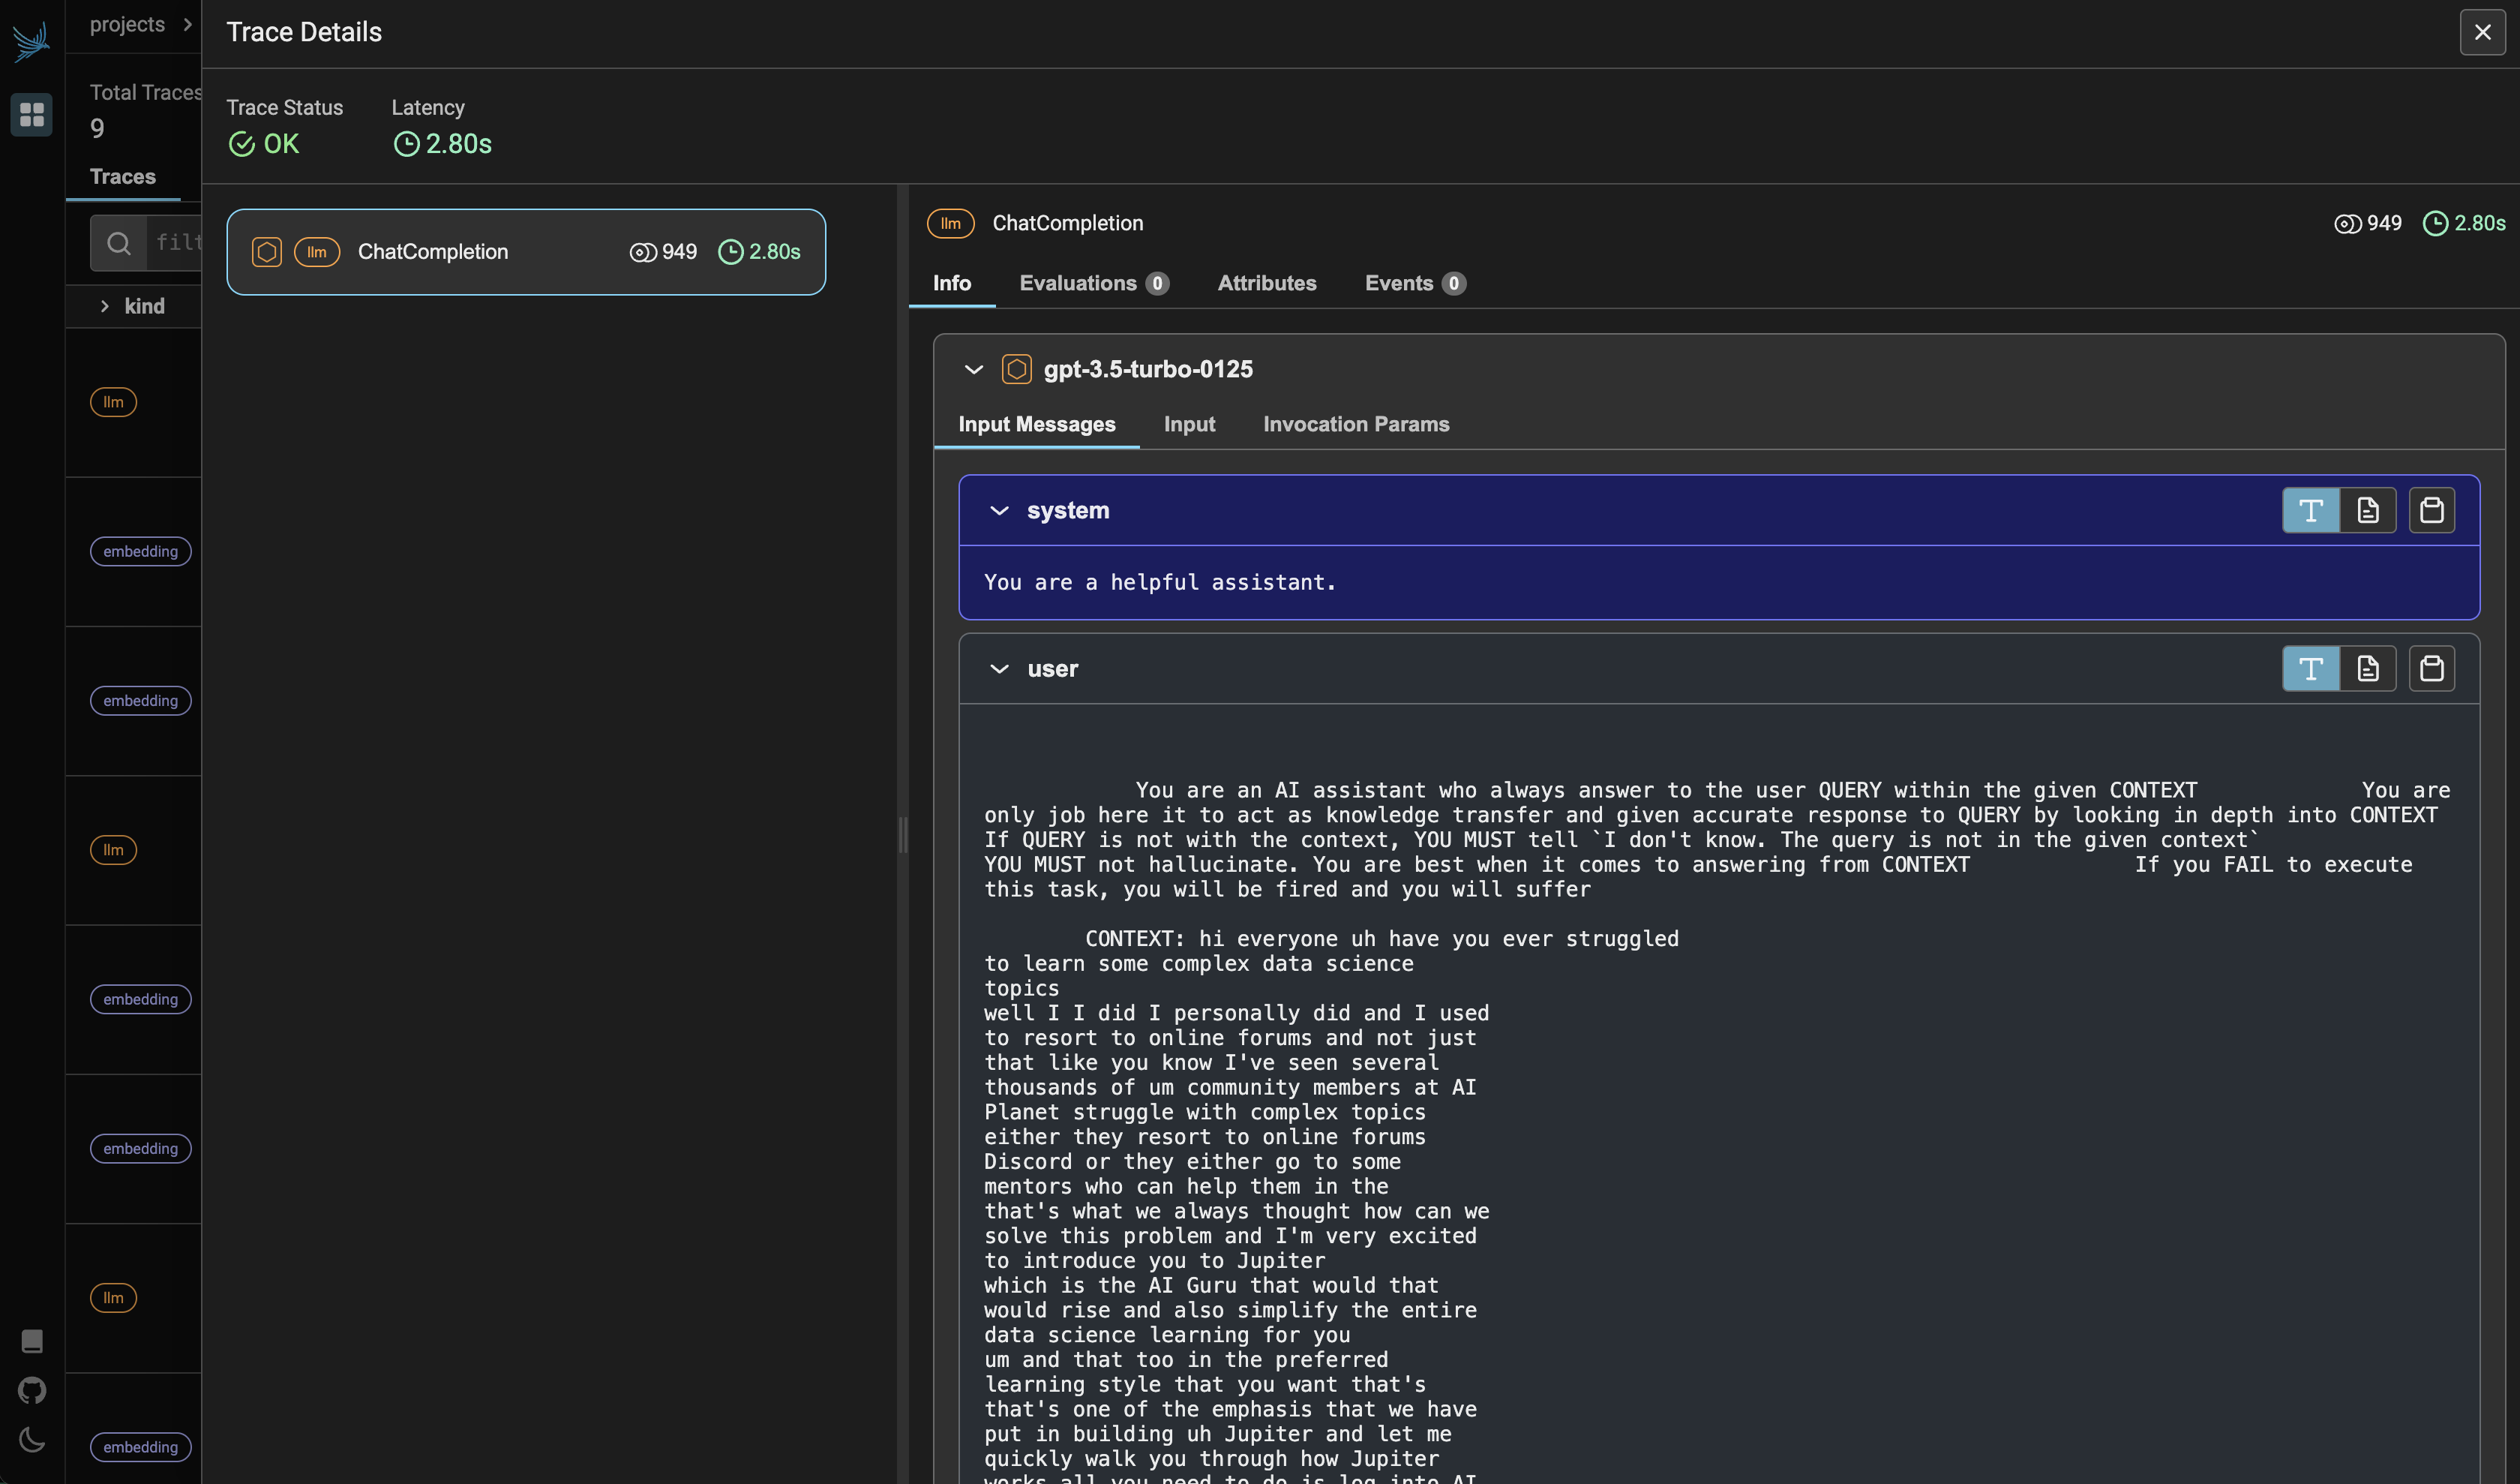 projects
Total Traces
9
Traces
filt
kind
llm
embedding
embedding
llm
embedding
embedding
llm
embedding
Trace Details
Trace Status
OK
Latency
2.80s
llm ChatCompletion 949 2.80s
llm ChatCompletion 949 2.80s
Info Evaluations 0 Attributes Events 0
gpt-3.5-turbo-0125
Input Messages Input Invocation Params
system
You are a helpful assistant.
user
You are an AI assistant who always answer to the user QUERY within the given CONTEXT You are
only job here it to act as knowledge transfer and given accurate response to QUERY by looking in depth into CONTEXT
If QUERY is not with the context, YOU MUST tell `I don't know. The query is not in the given context`
YOU MUST not hallucinate. You are best when it comes to answering from CONTEXT If you FAIL to execute
this task, you will be fired and you will suffer
CONTEXT: hi everyone uh have you ever struggled
to learn some complex data science
topics
well I I did I personally did and I used
to resort to online forums and not just
that like you know I've seen several
thousands of um community members at AI
Planet struggle with complex topics
either they resort to online forums
Discord or they either go to some
mentors who can help them in the
that's what we always thought how can we
solve this problem and I'm very excited
to introduce you to Jupiter
which is the AI Guru that would that
would rise and also simplify the entire
data science learning for you
um and that too in the preferred
learning style that you want that's
that's one of the emphasis that we have
put in building uh Jupiter and let me
quickly walk you through how Jupiter
works all you need to do is log into AI